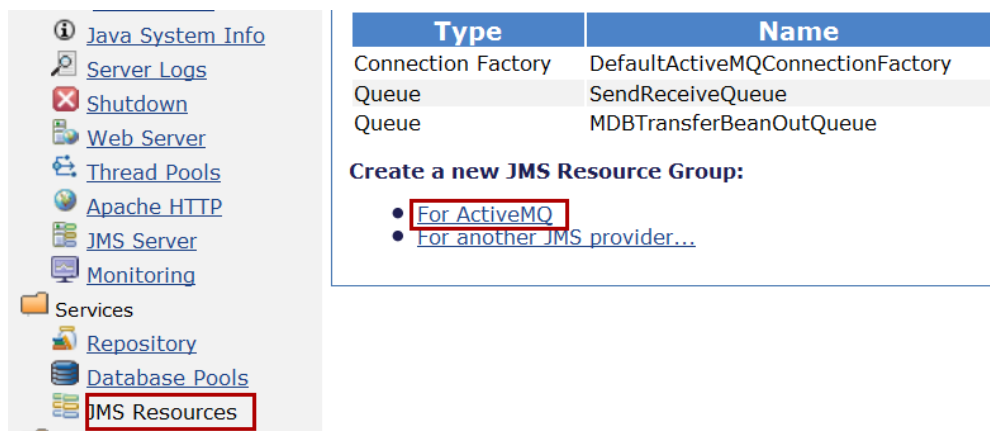 Java System Info
Server Logs
Shutdown
Web Server
Thread Pools
Apache HTTP
JMS Server
Monitoring
Services
Repository
Database Pools
JMS Resources
Type Name
Connection Factory DefaultActiveMQConnectionFactory
Queue SendReceiveQueue
Queue MDBTransferBeanOutQueue
Create a new JMS Resource Group:
For ActiveMQ
For another JMS provider...